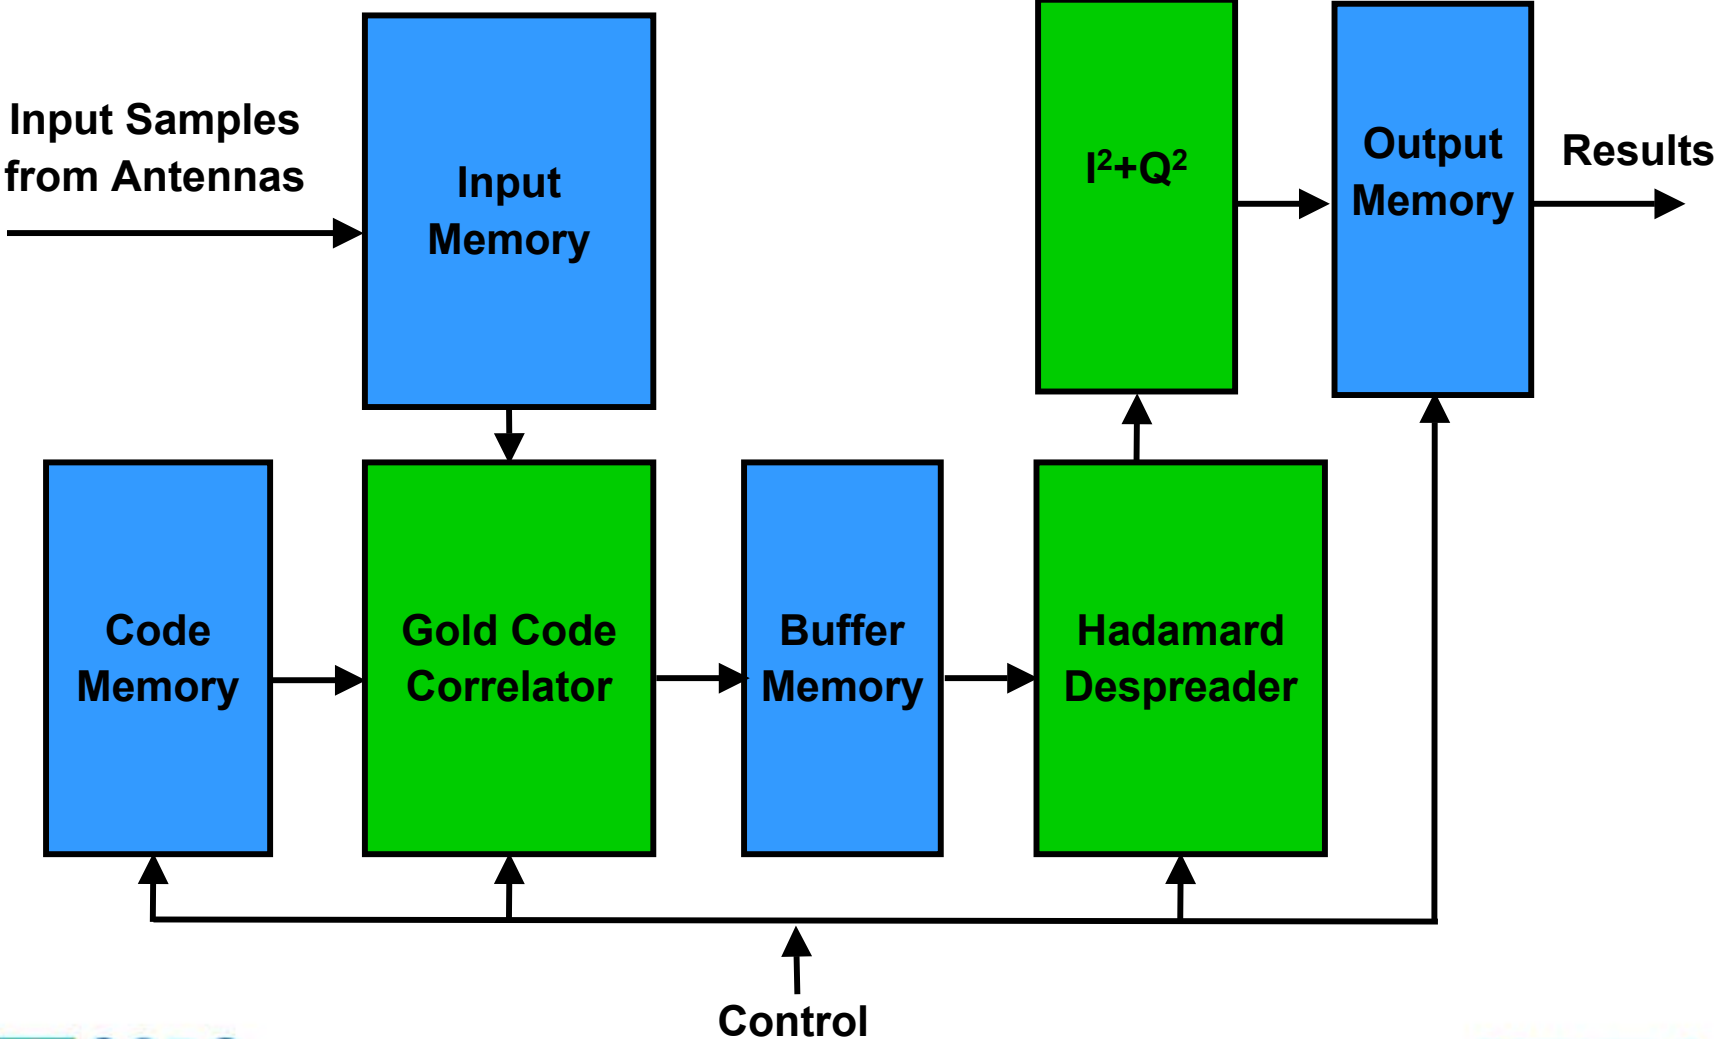 Input Samples
from Antennas
Input
Memory
I²+Q²
Output
Memory
Results
Code
Memory
Gold Code
Correlator
Buffer
Memory
Hadamard
Despreader
Control